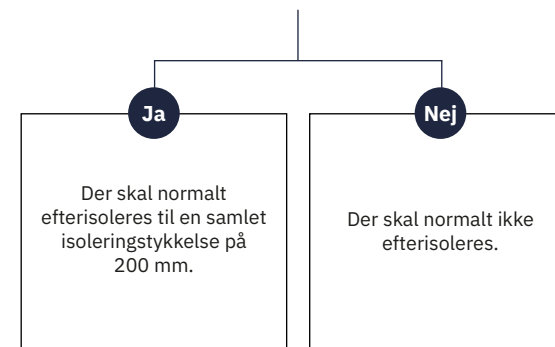 Ja
Der skal normalt
efterisoleres til en samlet
isoleringstykkelse på
200 mm.
Nej
Der skal normalt ikke
efterisoleres.